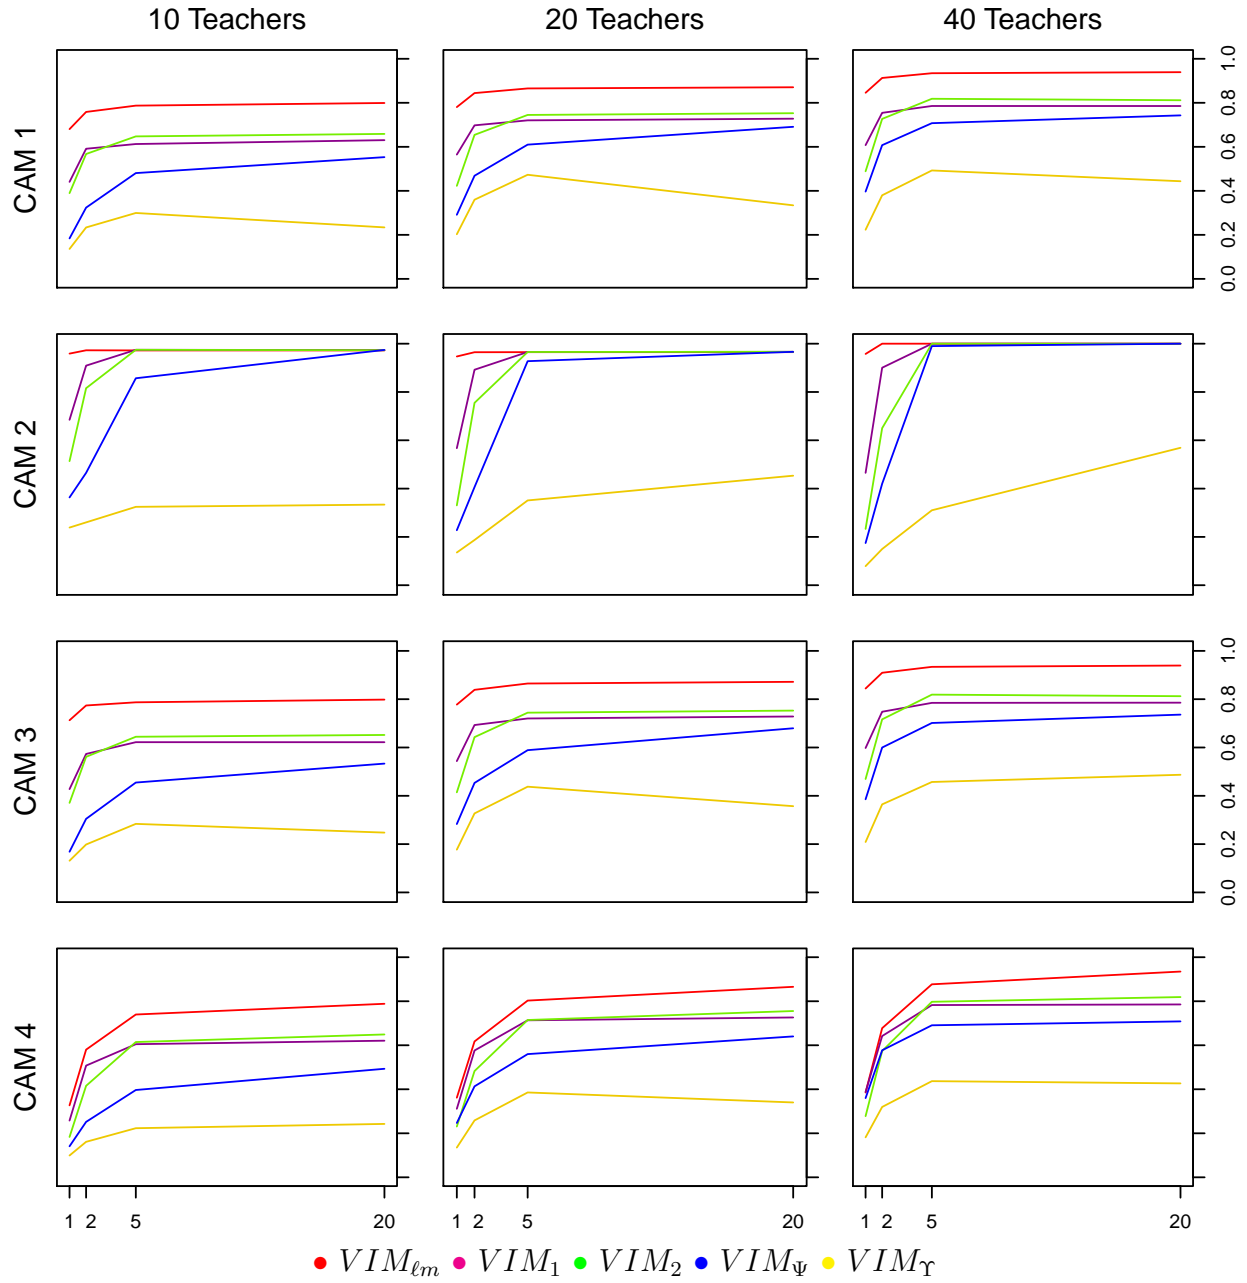 10 Teachers 20 Teachers 40 Teachers
CAM 1
0.0 0.2 0.4 0.6 0.8 1.0
CAM 2
CAM 3
0.0 0.2 0.4 0.6 0.8 1.0
CAM 4
1 2 5 20 1 2 5 20 1 2 5 20
VIM_{ℓm} VIM_1 VIM_2 VIM_Ψ VIM_Υ